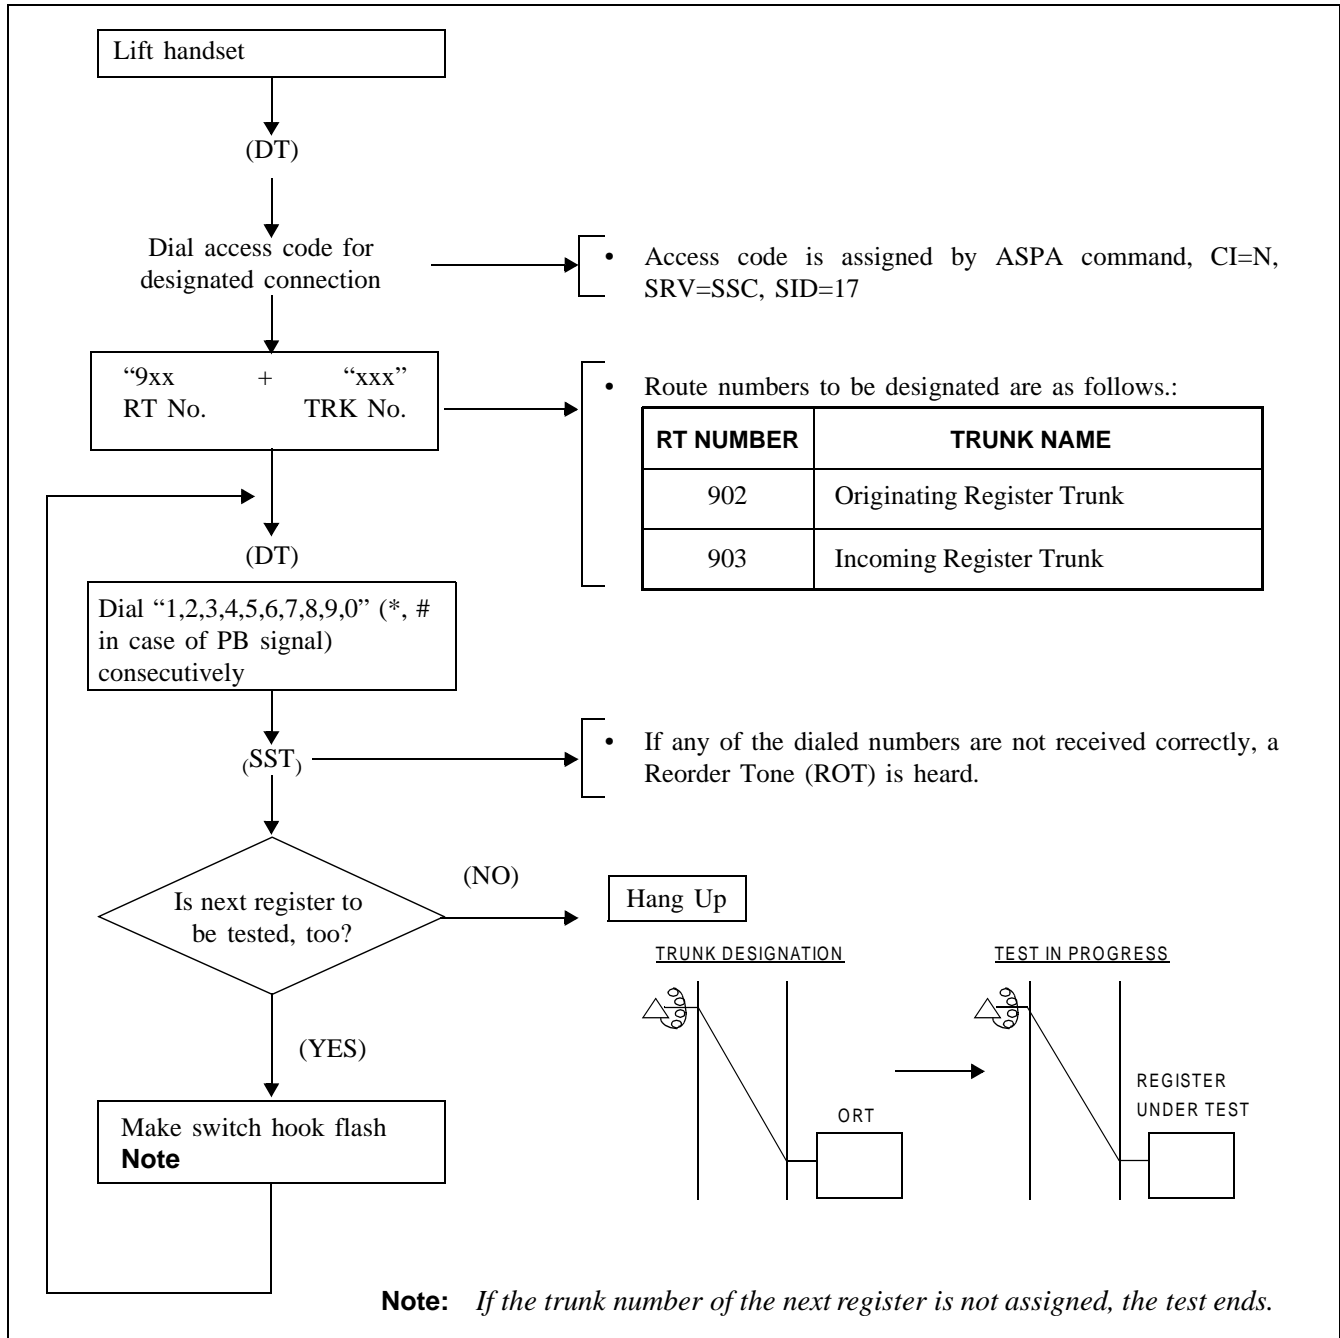 Lift handset
(DT)
Dial access code for
designated connection
• Access code is assigned by ASPA command, CI=N,
SRV=SSC, SID=17
“9xx + “xxx”
RT No. TRK No.
• Route numbers to be designated are as follows.:
RT NUMBER TRUNK NAME
902 Originating Register Trunk
903 Incoming Register Trunk
(DT)
Dial “1,2,3,4,5,6,7,8,9,0” (*, #
in case of PB signal)
consecutively
(SST)
• If any of the dialed numbers are not received correctly, a
Reorder Tone (ROT) is heard.
Is next register to
be tested, too?
(NO)
Hang Up
(YES)
Make switch hook flash
Note
TRUNK DESIGNATION
ORT
TEST IN PROGRESS
REGISTER
UNDER TEST
Note: If the trunk number of the next register is not assigned, the test ends.